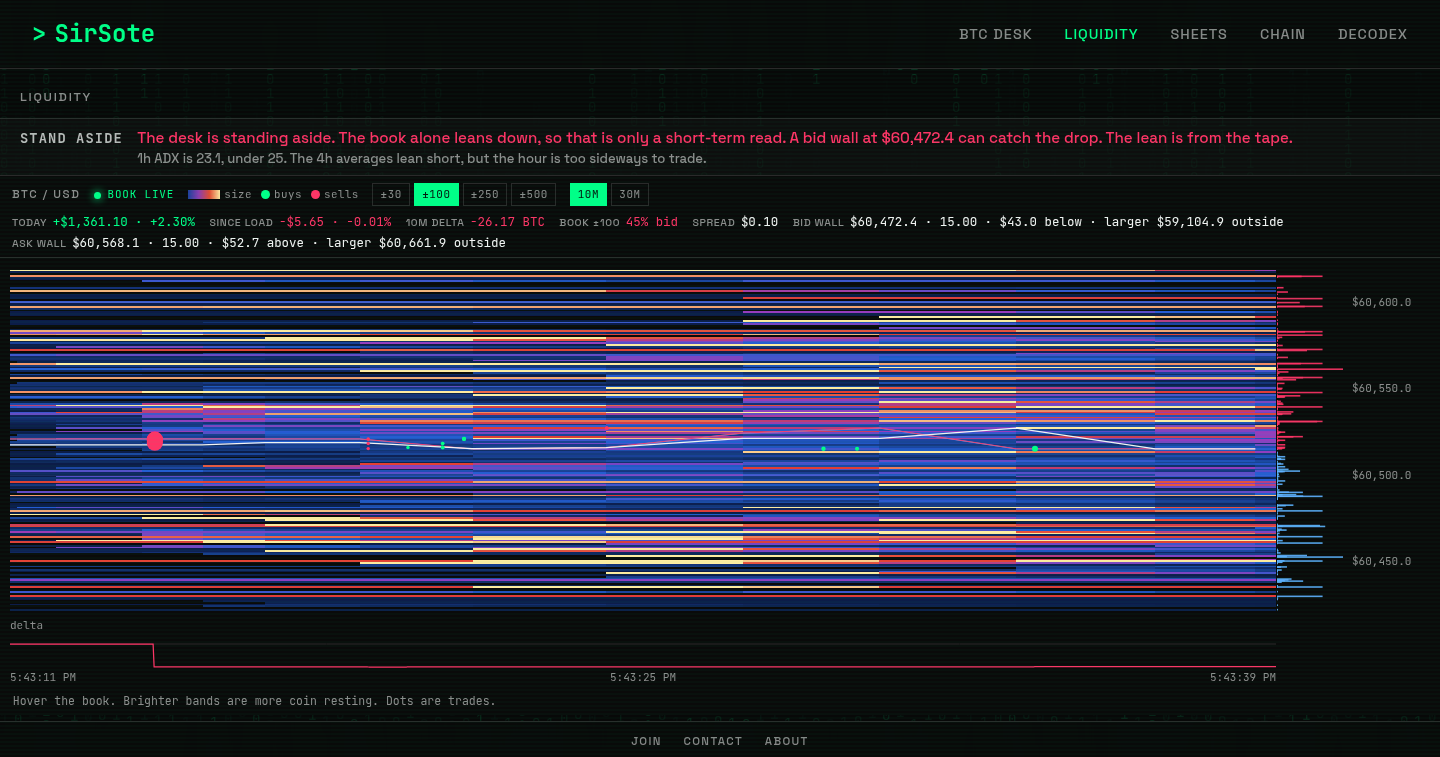 > SirSote
BTC DESK LIQUIDITY SHEETS CHAIN DECODEX
LIQUIDITY
STAND ASIDE The desk is standing aside. The book alone leans down, so that is only a short-term read. A bid wall at $60,472.4 can catch the drop. The lean is from the tape.
1h ADX is 23.1, under 25. The 4h averages lean short, but the hour is too sideways to trade.
BTC / USD BOOK LIVE size buys sells ±30 ±100 ±250 ±500 10M 30M
TODAY +$1,361.10 · +2.30% SINCE LOAD -$5.65 · -0.01% 10M DELTA -26.17 BTC BOOK ±100 45% bid SPREAD $0.10 BID WALL $60,472.4 · 15.00 · $43.0 below · larger $59,104.9 outside
ASK WALL $60,568.1 · 15.00 · $52.7 above · larger $60,661.9 outside
$60,600.0
$60,550.0
$60,500.0
$60,450.0
delta
5:43:11 PM 5:43:25 PM 5:43:39 PM
Hover the book. Brighter bands are more coin resting. Dots are trades.
JOIN CONTACT ABOUT